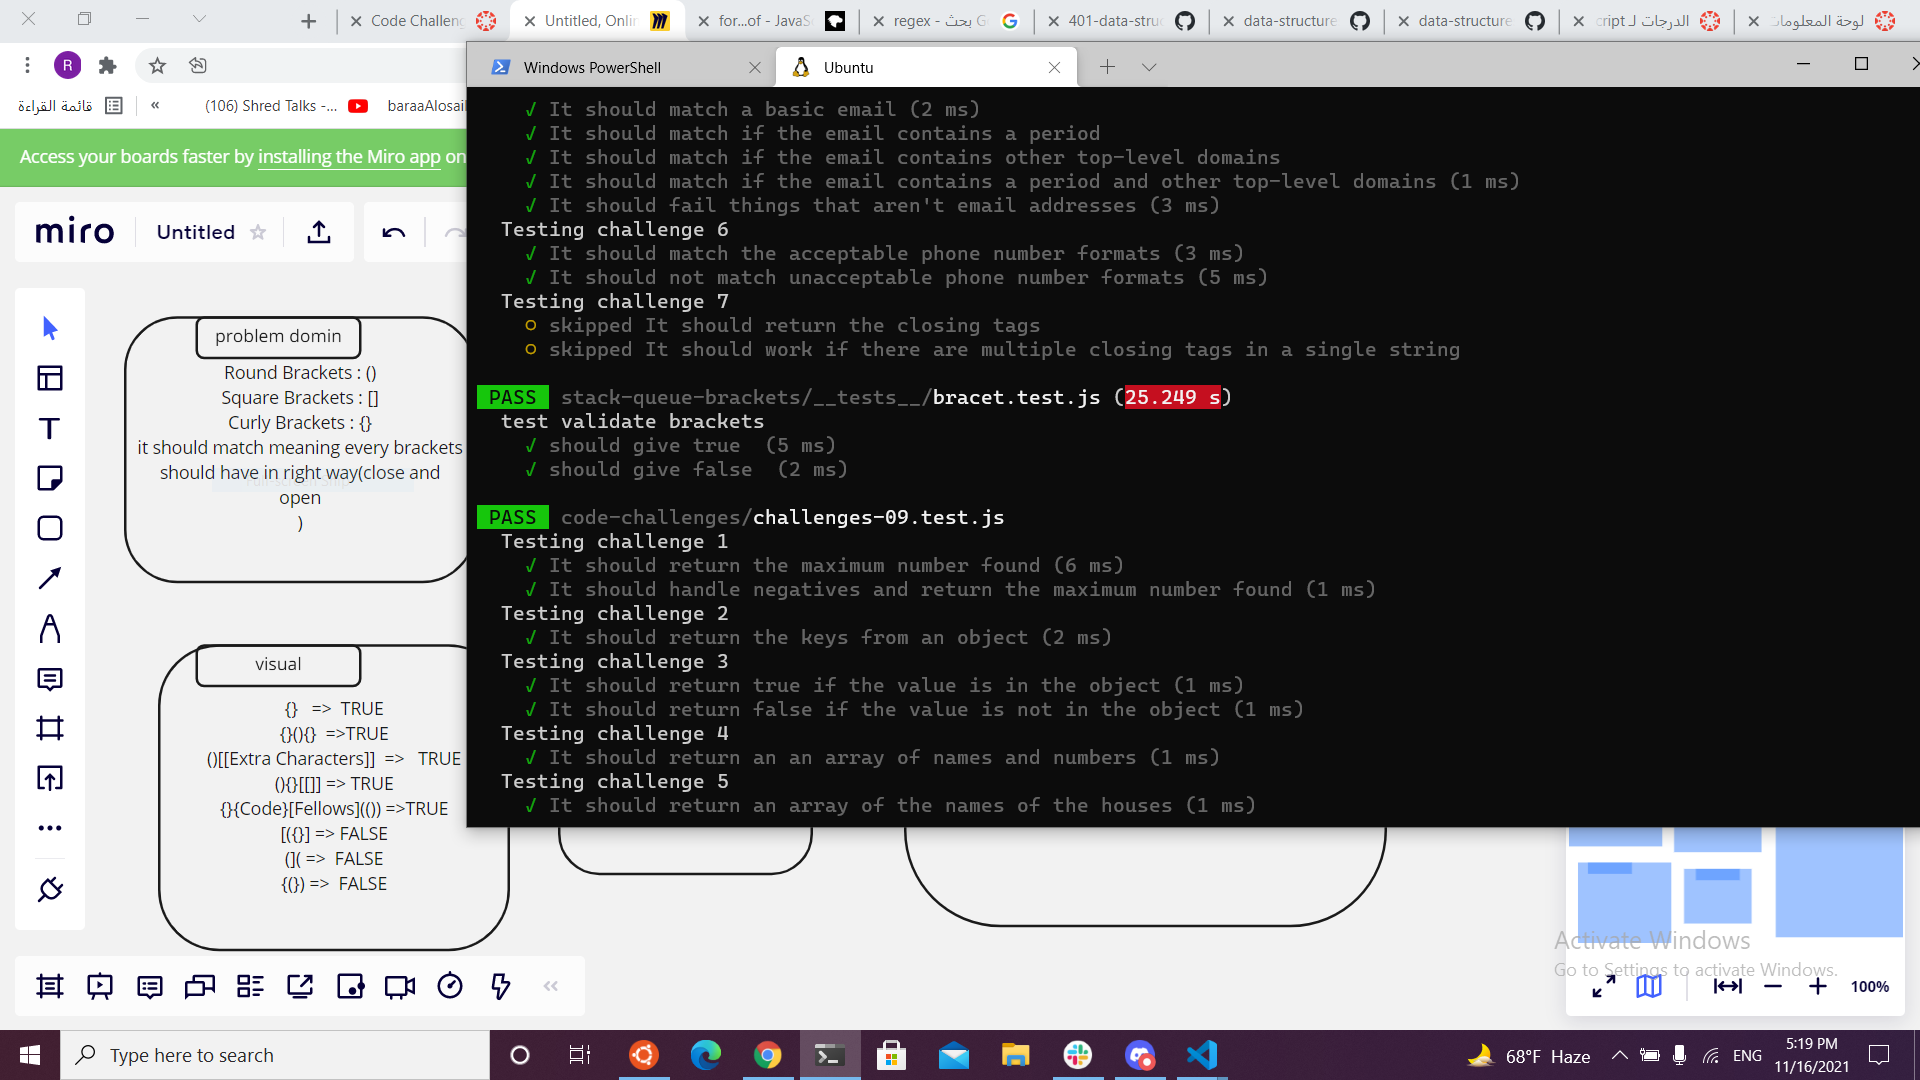 Code Challeng
Untitled, Onlin
for...of - JavaS
regex - بحث G
401-data-struc
data-structure
data-structure
الدرجات لـ cript
لوحة المعلومات
R
Windows PowerShell
Ubuntu
قائمة القراءة
«
(106) Shred Talks -...
baraaAlosail
Access your boards faster by installing the Miro app on
miro
Untitled
problem domin
Round Brackets : ()
Square Brackets : []
Curly Brackets : {}
it should match meaning every brackets
should have in right way(close and
open
)
visual
{}   =>  TRUE
{}(){}  =>TRUE
()[[Extra Characters]]  =>   TRUE
(){}[[]] => TRUE
{}{Code}[Fellows](()) =>TRUE
[({}] => FALSE
(]( =>  FALSE
{(}) =>  FALSE
✓ It should match a basic email (2 ms)
✓ It should match if the email contains a period
✓ It should match if the email contains other top-level domains
✓ It should match if the email contains a period and other top-level domains (1 ms)
✓ It should fail things that aren't email addresses (3 ms)
Testing challenge 6
✓ It should match the acceptable phone number formats (3 ms)
✓ It should not match unacceptable phone number formats (5 ms)
Testing challenge 7
○ skipped It should return the closing tags
○ skipped It should work if there are multiple closing tags in a single string
PASS stack-queue-brackets/__tests__/bracet.test.js (25.249 s)
test validate brackets
✓ should give true  (5 ms)
✓ should give false  (2 ms)
PASS code-challenges/challenges-09.test.js
Testing challenge 1
✓ It should return the maximum number found (6 ms)
✓ It should handle negatives and return the maximum number found (1 ms)
Testing challenge 2
✓ It should return the keys from an object (2 ms)
Testing challenge 3
✓ It should return true if the value is in the object (1 ms)
✓ It should return false if the value is not in the object (1 ms)
Testing challenge 4
✓ It should return an an array of names and numbers (1 ms)
Testing challenge 5
✓ It should return an array of the names of the houses (1 ms)
Activate Windows
Go to Settings to activate Windows.
100%
Type here to search
68°F Haze
ENG
5:19 PM
11/16/2021